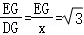 EG/DG = EG/x = √3